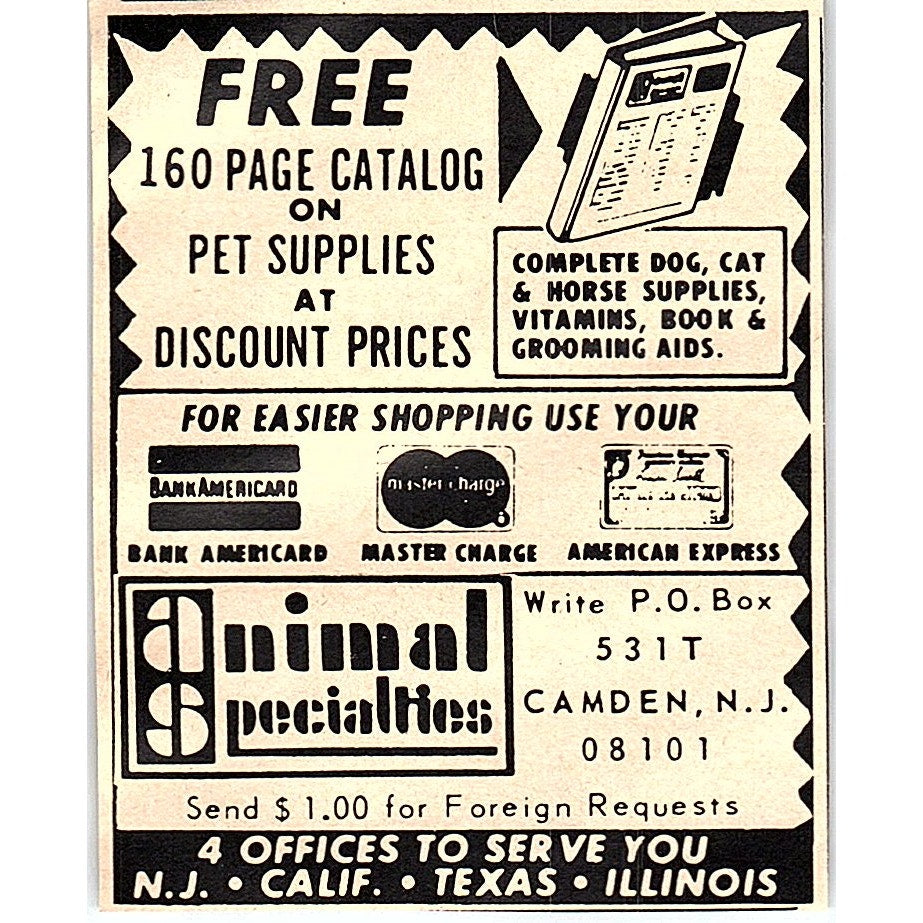 FREE
160 PAGE CATALOG
ON
PET SUPPLIES
AT
DISCOUNT PRICES
COMPLETE DOG, CAT
& HORSE SUPPLIES,
VITAMINS, BOOK &
GROOMING AIDS.
FOR EASIER SHOPPING USE YOUR
BANKAMERICARD
master charge
BANK AMERICARD
MASTER CHARGE
AMERICAN EXPRESS
animal
Specialties
Write P.O. Box
531T
CAMDEN, N.J.
08101
Send $1.00 for Foreign Requests
4 OFFICES TO SERVE YOU
N.J. • CALIF. • TEXAS • ILLINOIS